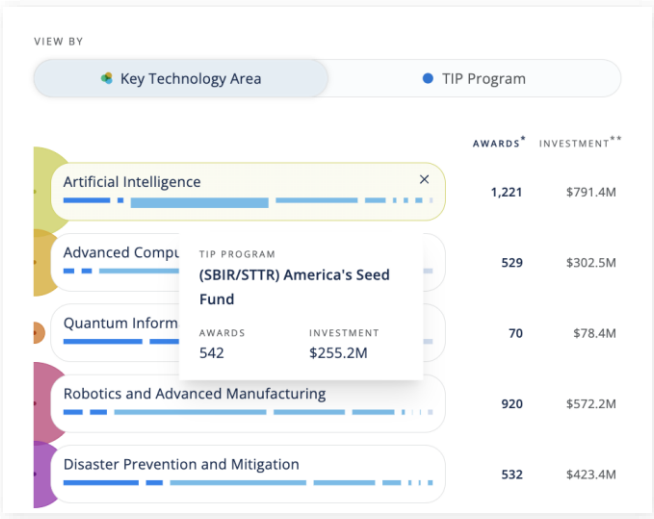 VIEW BY
Key Technology Area
TIP Program
AWARDS* INVESTMENT**
Artificial Intelligence × 1,221 $791.4M
Advanced Compu 529 $302.5M
TIP PROGRAM
(SBIR/STTR) America's Seed
Fund
AWARDS INVESTMENT
542 $255.2M
Quantum Inform 70 $78.4M
Robotics and Advanced Manufacturing 920 $572.2M
Disaster Prevention and Mitigation 532 $423.4M